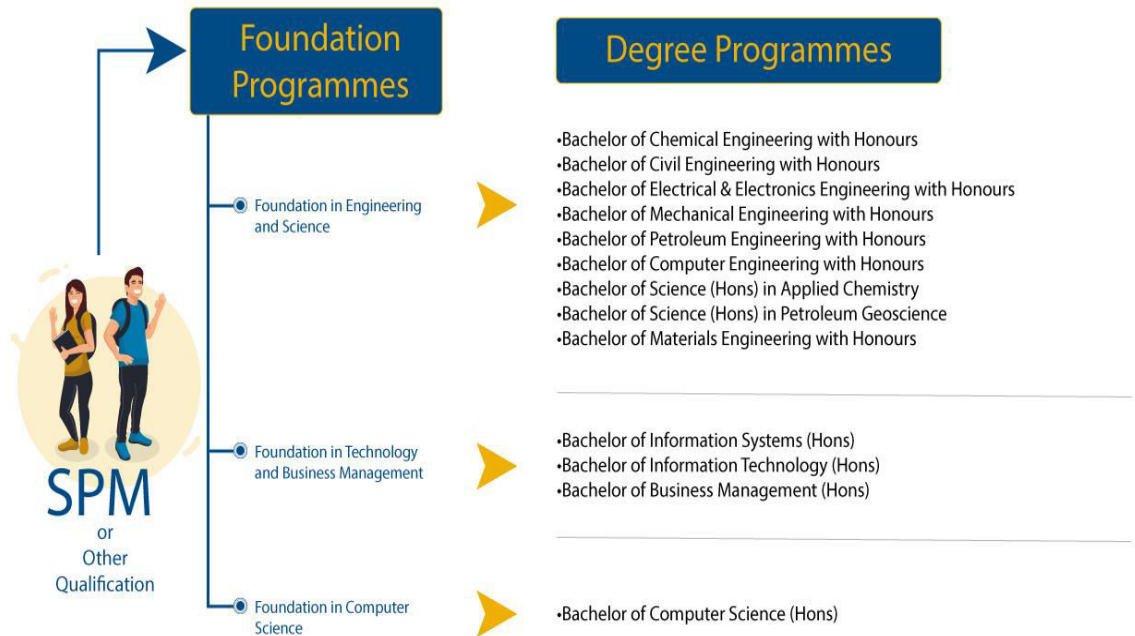 Foundation
Programmes
Degree Programmes
Foundation in Engineering
and Science
•Bachelor of Chemical Engineering with Honours
•Bachelor of Civil Engineering with Honours
•Bachelor of Electrical & Electronics Engineering with Honours
•Bachelor of Mechanical Engineering with Honours
•Bachelor of Petroleum Engineering with Honours
•Bachelor of Computer Engineering with Honours
•Bachelor of Science (Hons) in Applied Chemistry
•Bachelor of Science (Hons) in Petroleum Geoscience
•Bachelor of Materials Engineering with Honours
Foundation in Technology
and Business Management
•Bachelor of Information Systems (Hons)
•Bachelor of Information Technology (Hons)
•Bachelor of Business Management (Hons)
SPM
or
Other
Qualification
Foundation in Computer
Science
•Bachelor of Computer Science (Hons)